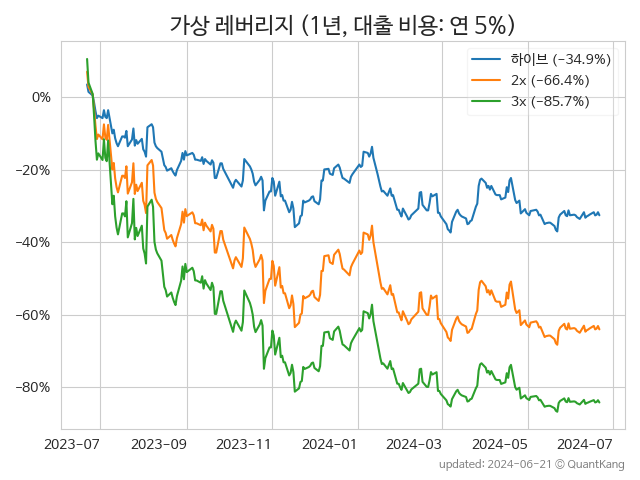 가상 레버리지 (1년, 대출 비용: 연 5%)
하이브 (−34.9%)
2x (−66.4%)
3x (−85.7%)
0%
−20%
−40%
−60%
−80%
2023-07 2023-09 2023-11 2024-01 2024-03 2024-05 2024-07
updated: 2024-06-21 © QuantKang